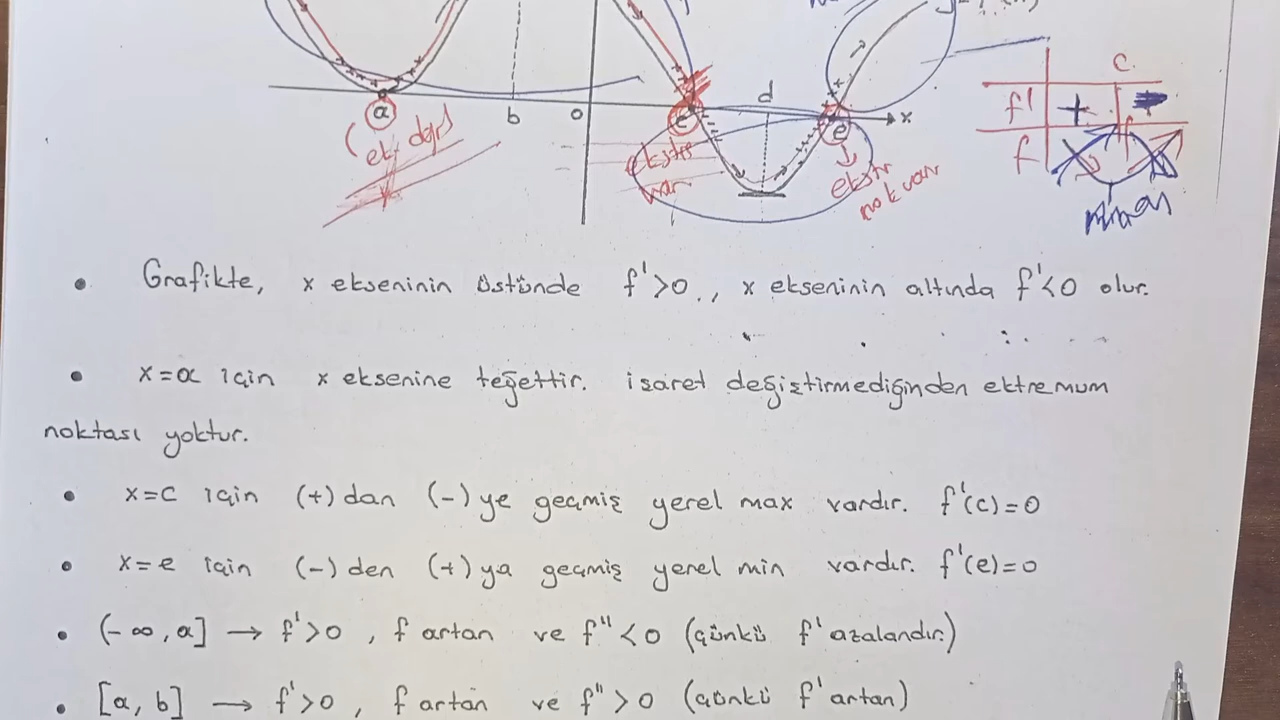 a
(ek değil)
b
o
c
ekstr
var
d
e
ekstr
nok var
x
c
f' +
f
Grafikte, x ekseninin üstünde f'>0., x ekseninin altında f'<0 olur.
x=a için x eksenine teğettir. işaret değiştirmediğinden ektremum
noktası yoktur.
x=c için (+)dan (-)ye geçmiş yerel max vardır. f'(c)=0
x=e için (-)den (+)ya geçmiş yerel min vardır. f'(e)=0
(-∞,a] → f'>0, f artan ve f''<0 (çünkü f' azalandır.)
[a, b] → f'>0, f artan ve f''>0 (çünkü f' artan)